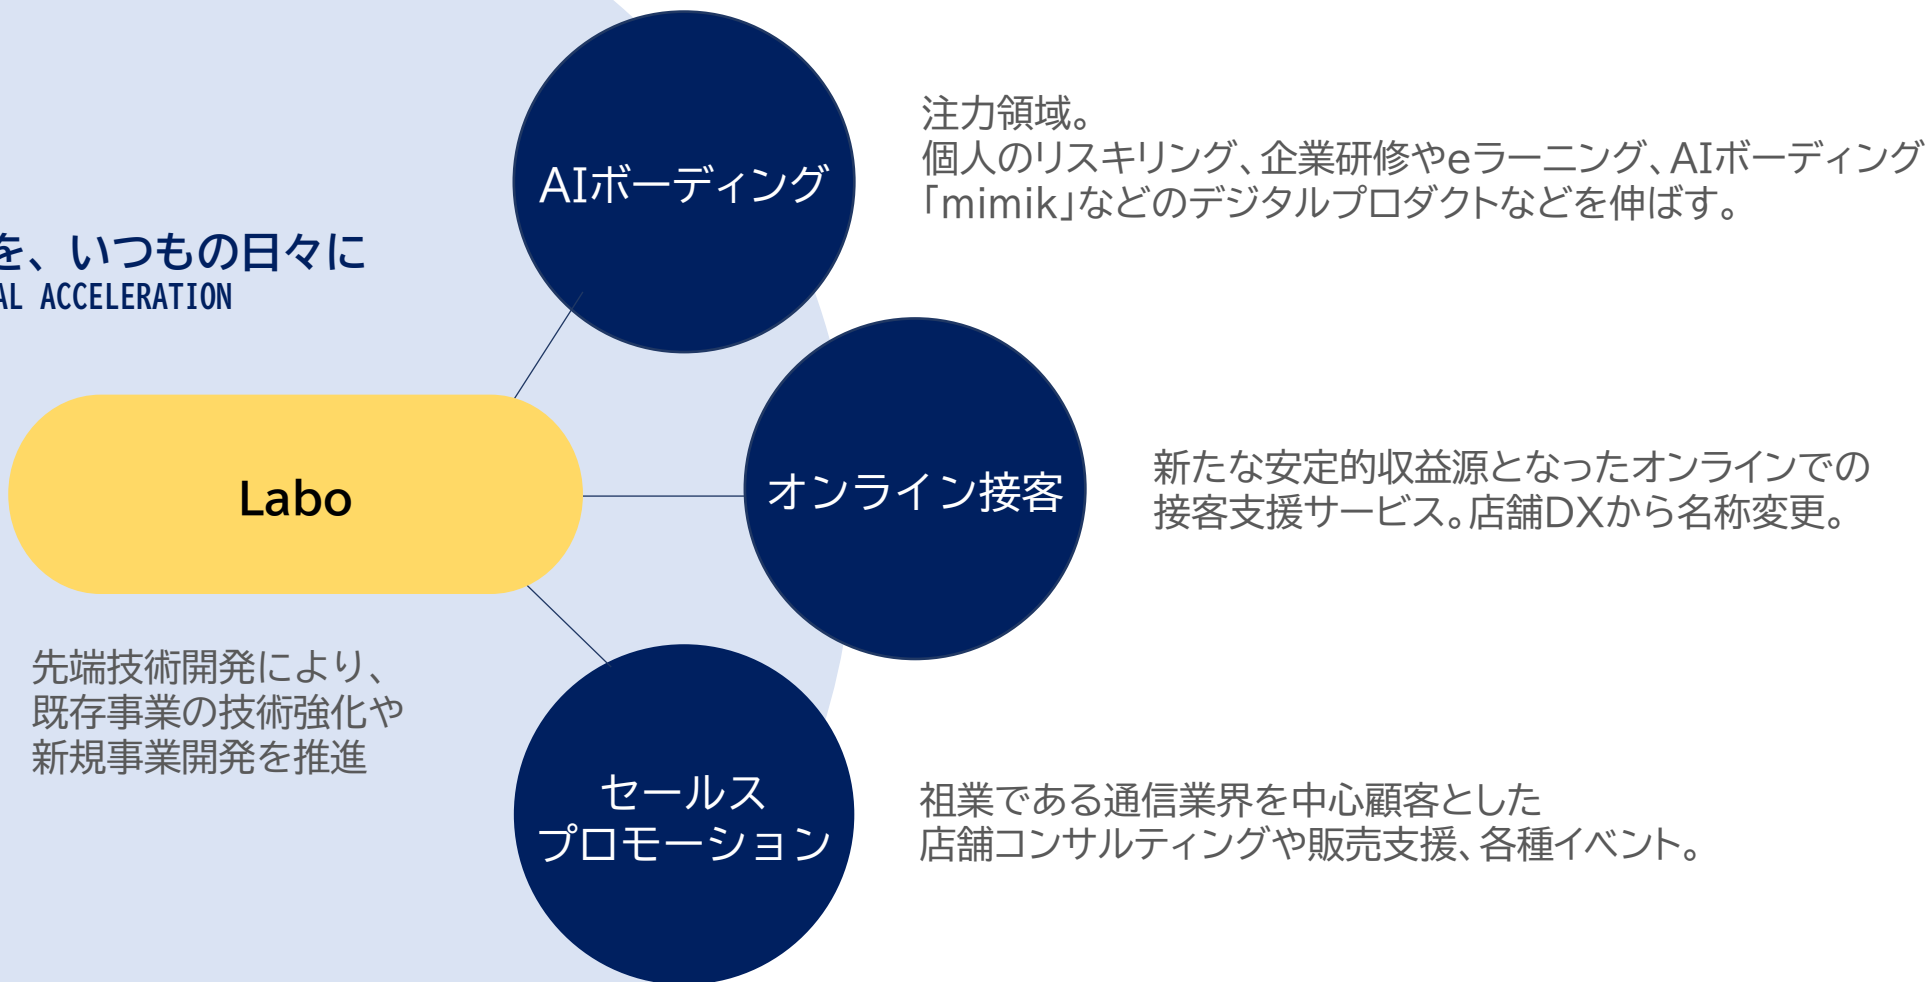 を、いつもの日々に
AL ACCELERATION
Labo
先端技術開発により、
既存事業の技術強化や
新規事業開発を推進
AIボーディング
注力領域。
個人のリスキリング、企業研修やeラーニング、AIボーディング
「mimik」などのデジタルプロダクトなどを伸ばす。
オンライン接客
新たな安定的収益源となったオンラインでの
接客支援サービス。店舗DXから名称変更。
セールス
プロモーション
祖業である通信業界を中心顧客とした
店舗コンサルティングや販売支援、各種イベント。